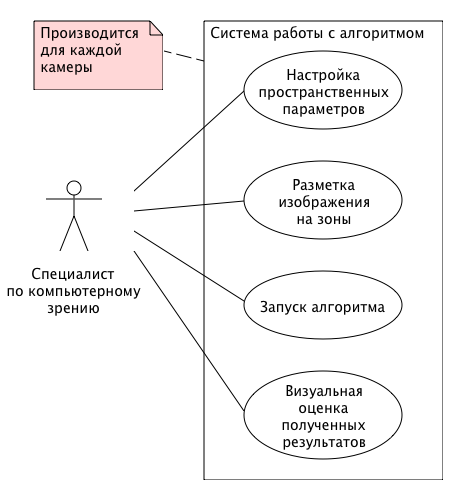 Производится
для каждой
камеры
Система работы с алгоритмом
Настройка
пространственных
параметров
Разметка
изображения
на зоны
Специалист
по компьютерному
зрению
Запуск алгоритма
Визуальная
оценка
полученных
результатов